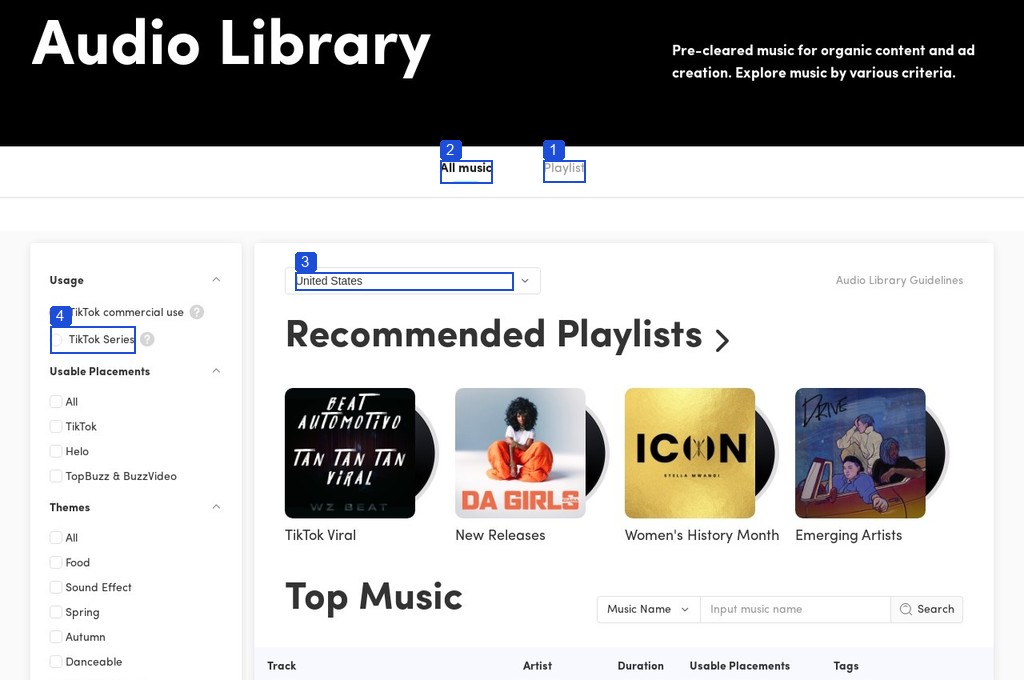 Audio Library
Pre-cleared music for organic content and ad
creation. Explore music by various criteria.
2
1
All music
Playlist
3
United States
Audio Library Guidelines
Usage
TikTok commercial use ?
4
TikTok Series ?
Usable Placements
All
TikTok
Helo
TopBuzz & BuzzVideo
Themes
All
Food
Sound Effect
Spring
Autumn
Danceable
Recommended Playlists
BEAT
AUTOMOTIVO
TAN TAN TAN
VIRAL
WZ BEAT
DA GIRLS
ICON
STELLA MWANGI
DRIVE
TikTok Viral
New Releases
Women's History Month
Emerging Artists
Top Music
Music Name
Input music name
Search
Track Artist Duration Usable Placements Tags